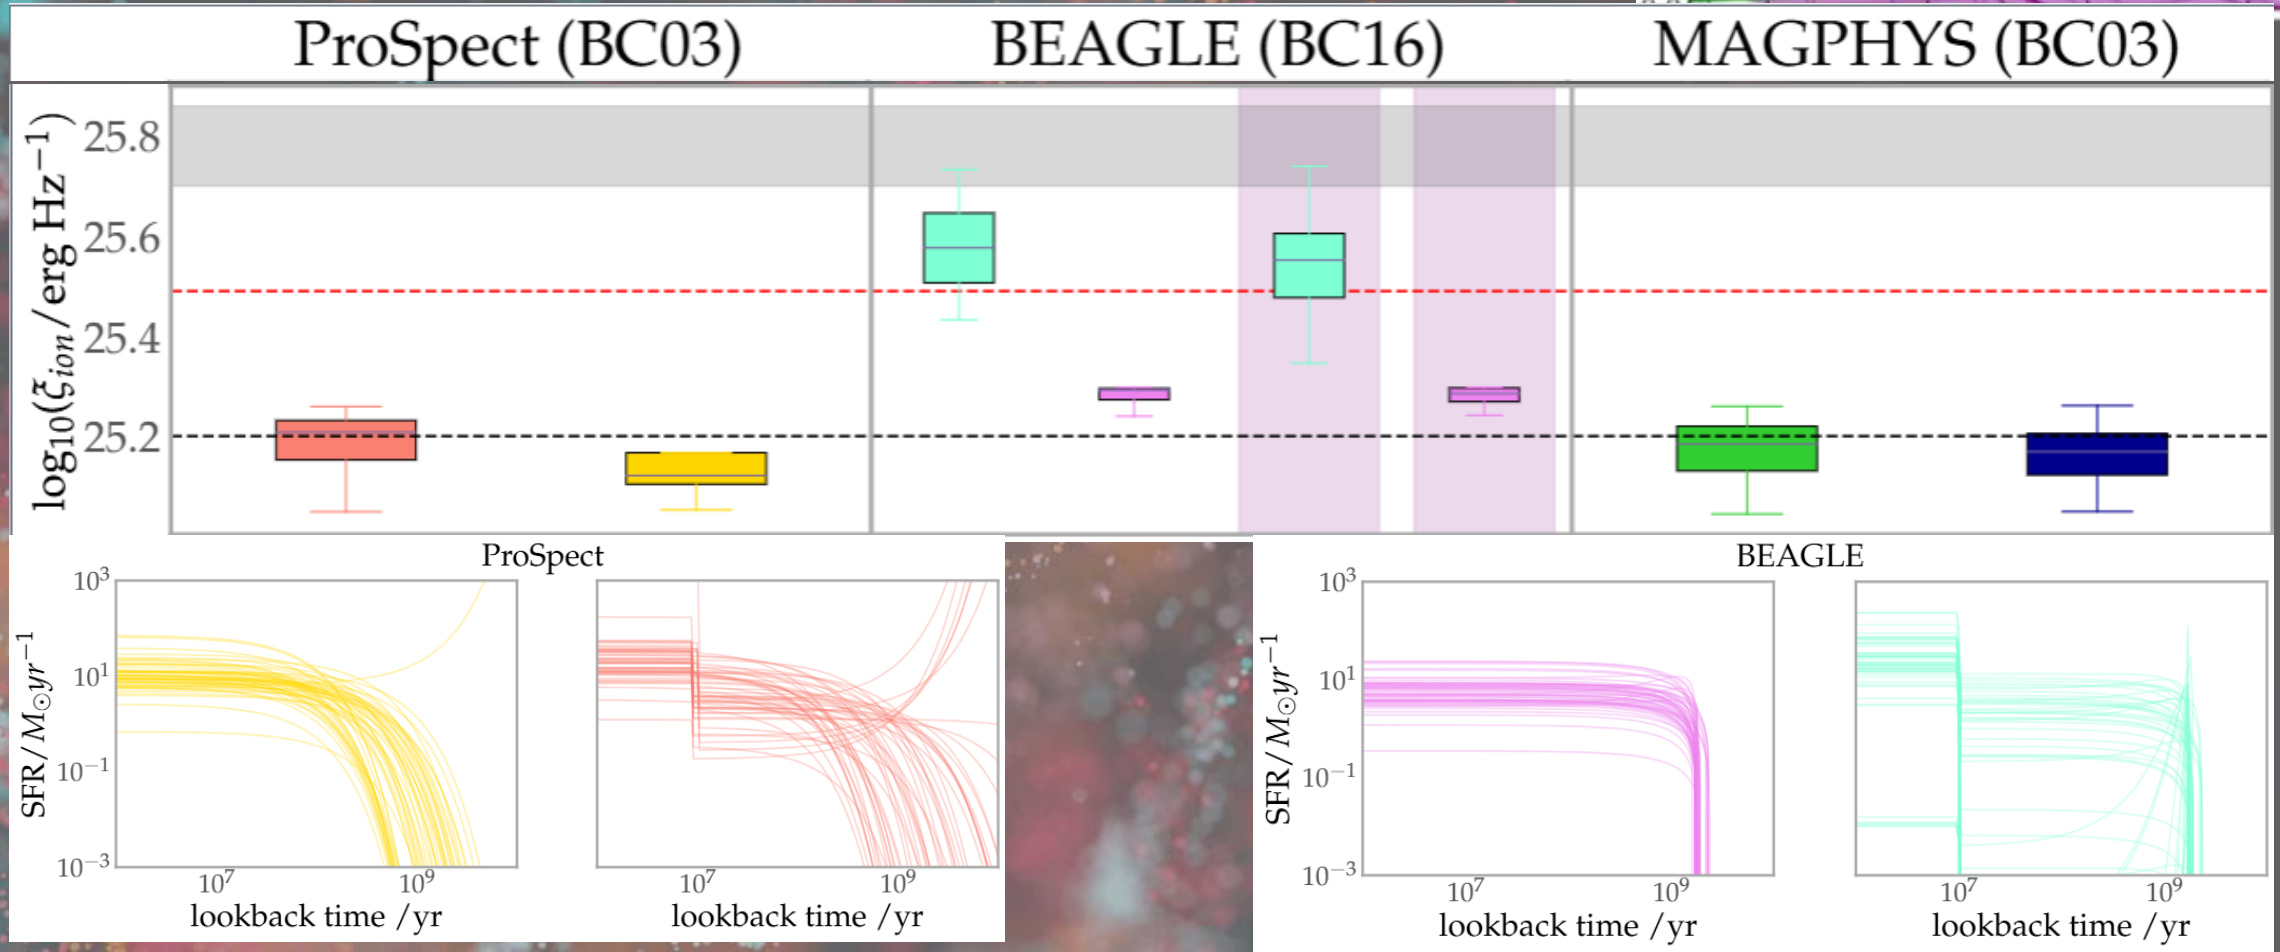 ProSpect (BC03)
BEAGLE (BC16)
MAGPHYS (BC03)
log10(ξion/erg Hz−1)
25.8
25.6
25.4
25.2
ProSpect
SFR/M⊙yr−1
10^3
10^1
10^−1
10^−3
10^7
10^9
lookback time /yr
10^7
10^9
lookback time /yr
BEAGLE
SFR/M⊙yr−1
10^3
10^1
10^−1
10^−3
10^7
10^9
lookback time /yr
10^7
10^9
lookback time /yr